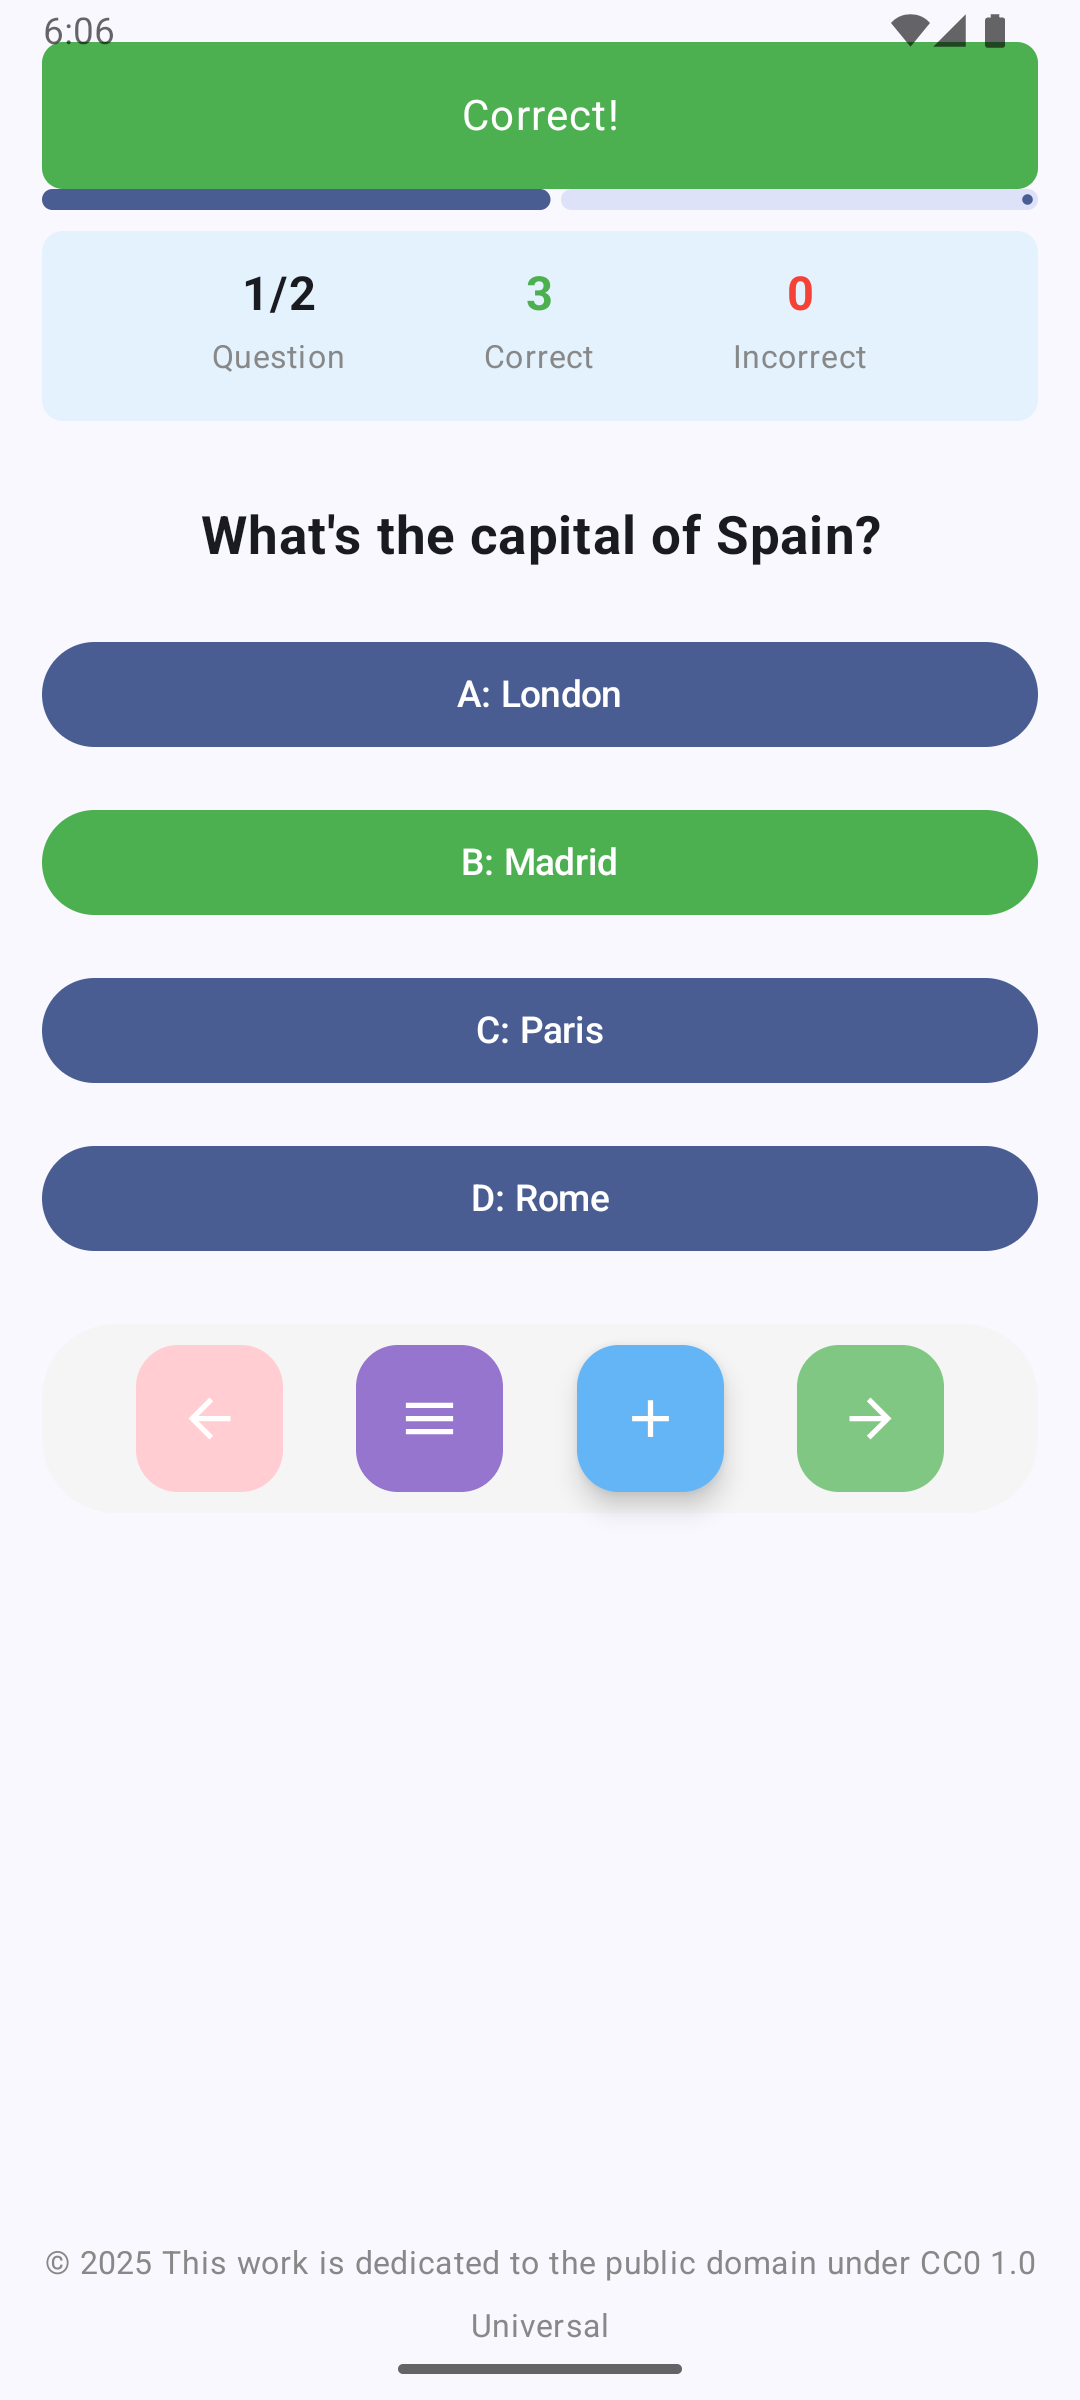 6:06
Correct!
1/2
Question
3
Correct
0
Incorrect
What's the capital of Spain?
A: London
B: Madrid
C: Paris
D: Rome
© 2025 This work is dedicated to the public domain under CC0 1.0
Universal